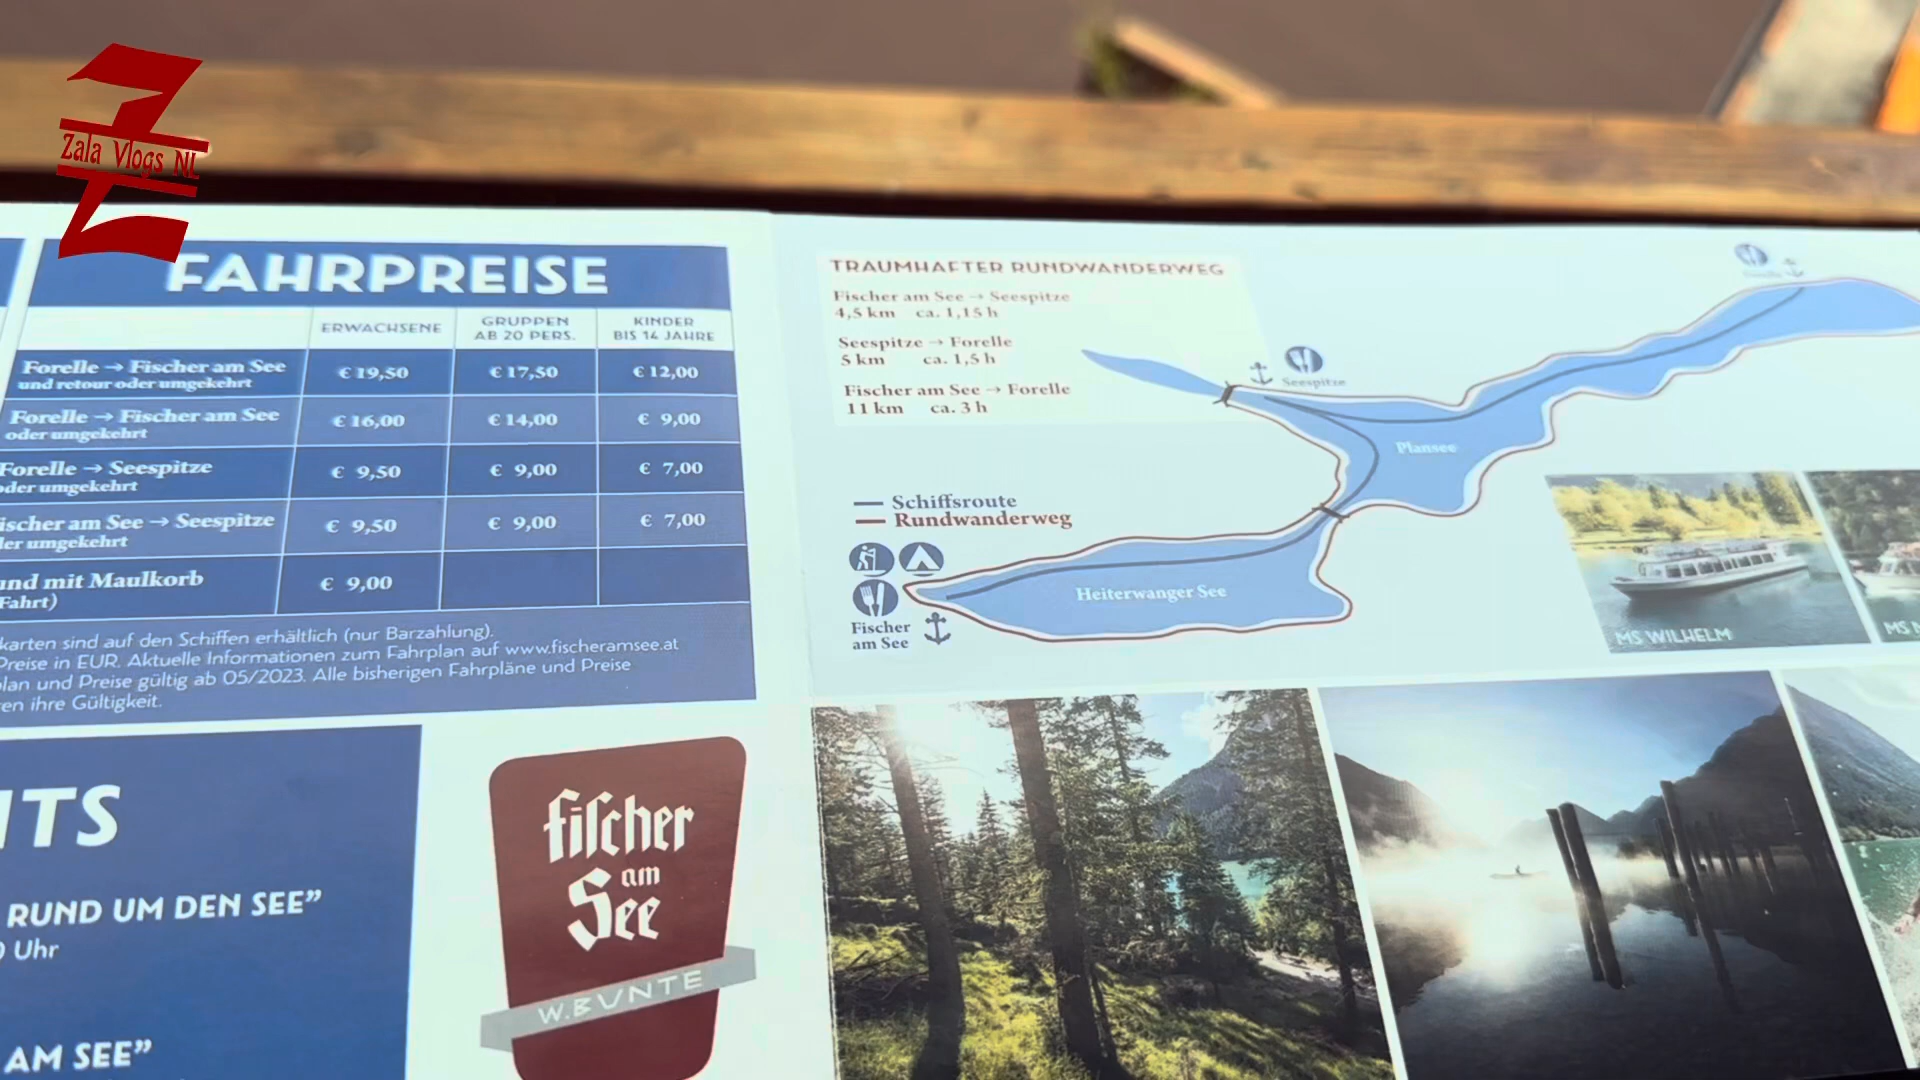 Zala Vlogs NL
FAHRPREISE
ERWACHSENE
GRUPPEN
AB 20 PERS.
KINDER
BIS 14 JAHRE
Forelle → Fischer am See
und retour oder umgekehrt
€ 19,50
€ 17,50
€ 12,00
Forelle → Fischer am See
oder umgekehrt
€ 16,00
€ 14,00
€ 9,00
Forelle → Seespitze
oder umgekehrt
€ 9,50
€ 9,00
€ 7,00
ischer am See → Seespitze
der umgekehrt
€ 9,50
€ 9,00
€ 7,00
und mit Maulkorb
Fahrt)
€ 9,00
karten sind auf den Schiffen erhältlich (nur Barzahlung).
Preise in EUR. Aktuelle Informationen zum Fahrplan auf www.fischeramsee.at
lan und Preise gültig ab 05/2023. Alle bisherigen Fahrpläne und Preise
en ihre Gültigkeit.
TRAUMHAFTER RUNDWANDERWEG
Fischer am See → Seespitze
4,5 km ca. 1,15 h
Seespitze → Forelle
5 km ca. 1,5 h
Fischer am See → Forelle
11 km ca. 3 h
Seespitze
Plansee
Schiffsroute
Rundwanderweg
Heiterwanger See
Fischer
am See
MS WILHELM
MS
RUND UM DEN SEE”
Uhr
AM SEE”
fischer
am
See
W.BUNTE